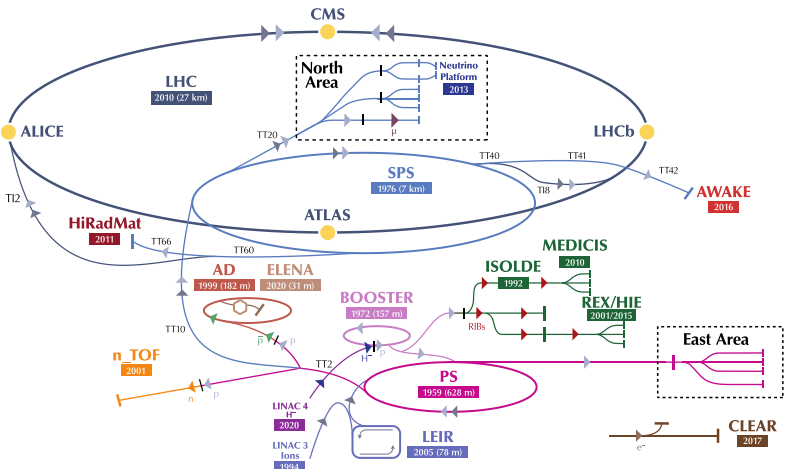 CMS
LHC
2010 (27 km)
North
Area
Neutrino
Platform
2013
μ
ALICE
LHCb
TT20
TT40
TT41
TT42
SPS
1976 (7 km)
TI8
TI2
AWAKE
2016
HiRadMat
2011
TT66
ATLAS
TT60
MEDICIS
2010
AD
1999 (182 m)
ELENA
2020 (31 m)
ISOLDE
1992
BOOSTER
1972 (157 m)
REX/HIE
2001/2015
RIBs
TT10
p
p
H−
p
East Area
n_TOF
2001
TT2
PS
1959 (628 m)
n
p
LINAC 4
H−
2020
LINAC 3
Ions
1994
LEIR
2005 (78 m)
CLEAR
2017
e−